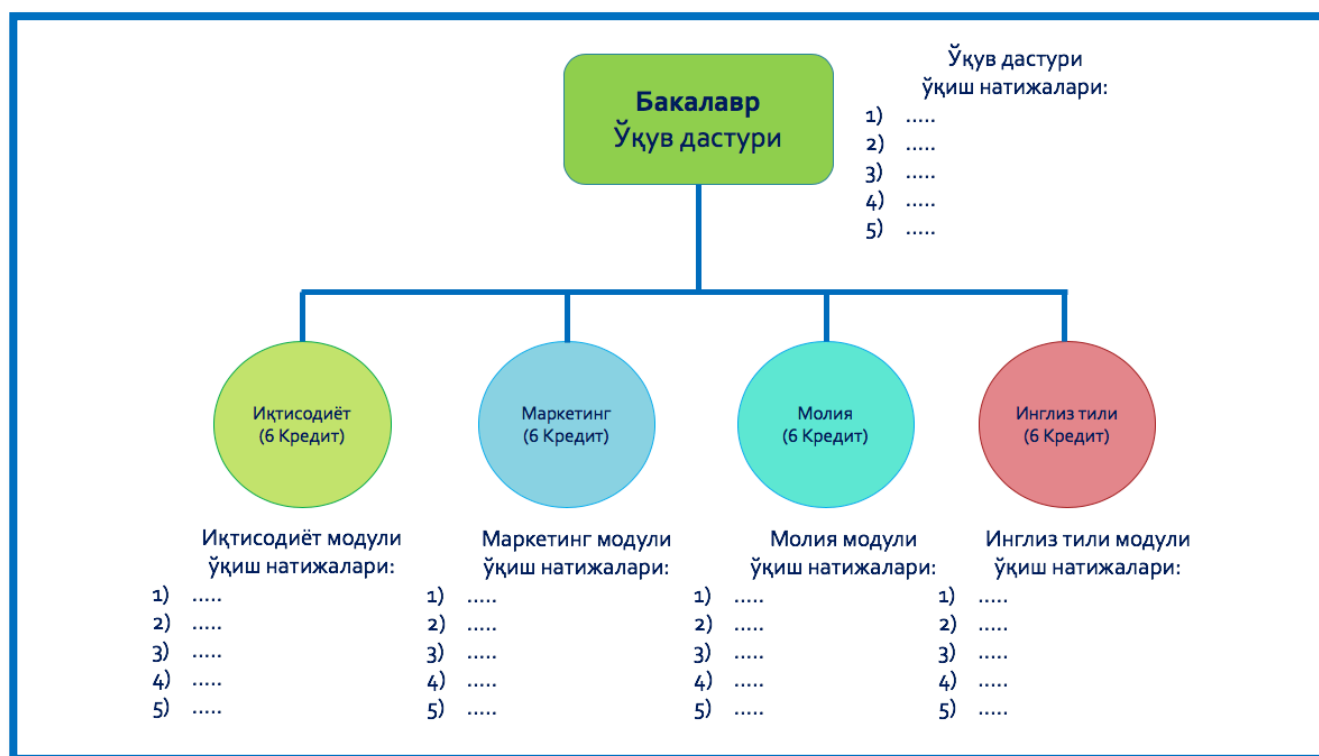 Бакалавр
Ўқув дастури
Ўқув дастури
ўқиш натижалари:
1) .....
2) .....
3) .....
4) .....
5) .....
Иқтисодиёт
(6 Кредит)
Маркетинг
(6 Кредит)
Молия
(6 Кредит)
Инглиз тили
(6 Кредит)
Иқтисодиёт модули
ўқиш натижалари:
1) .....
2) .....
3) .....
4) .....
5) .....
Маркетинг модули
ўқиш натижалари:
1) .....
2) .....
3) .....
4) .....
5) .....
Молия модули
ўқиш натижалари:
1) .....
2) .....
3) .....
4) .....
5) .....
Инглиз тили модули
ўқиш натижалари:
1) .....
2) .....
3) .....
4) .....
5) .....